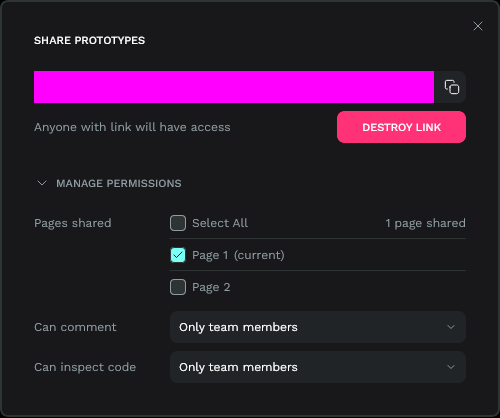 SHARE PROTOTYPES
Anyone with link will have access
DESTROY LINK
MANAGE PERMISSIONS
Pages shared
Select All
1 page shared
Page 1 (current)
Page 2
Can comment
Only team members
Can inspect code
Only team members